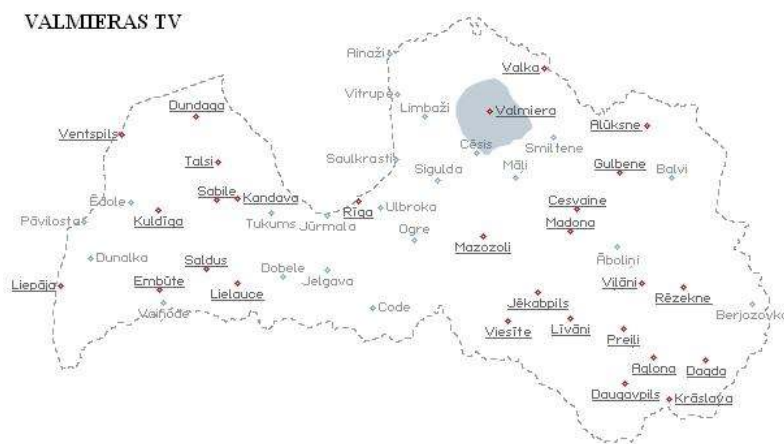 VALMIERAS TV
Ainaži
Valka
Vitrupe
Limbaži
Dundaga
Valmiera
Ventspils
Alūksne
Smiltene
Cēsis
Saulkrasti
Talsi
Sigulda
Māļi
Gulbene
Balvi
Sabile
Kandava
Rīga
Ulbroka
Cesvaine
Ēdole
Kuldīga
Pāvilosta
Tukums
Jūrmala
Madona
Ogre
Mazozoli
Dunalka
Saldus
Āboliņi
Dobele
Jelgava
Liepāja
Embūte
Lielauce
Vilāni
Rēzekne
Vaiņode
Code
Jēkabpils
Berjozovka
Viesīte
Līvāni
Preiļi
Aglona
Dagda
Daugavpils
Krāslava